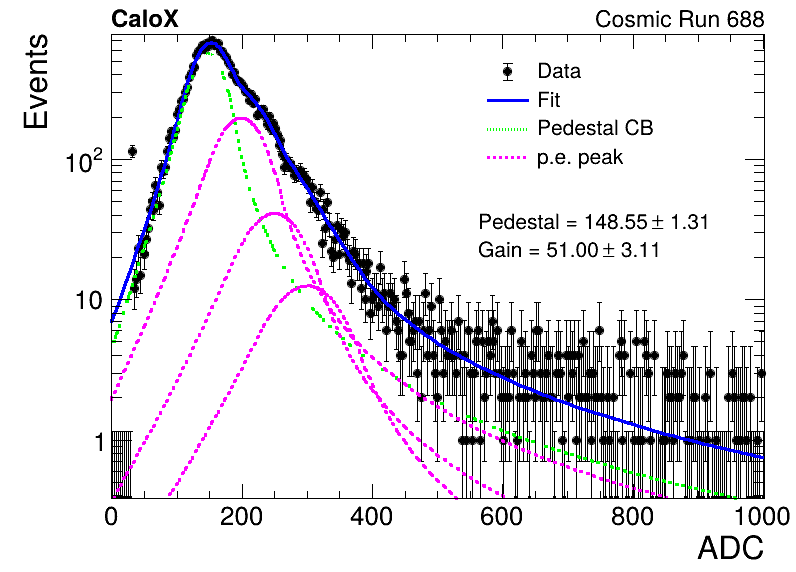 CaloX Cosmic Run 688
Events
Data
Fit
Pedestal CB
p.e. peak
Pedestal = 148.55 ± 1.31
Gain = 51.00 ± 3.11
10²
10
1
0 200 400 600 800 1000
ADC